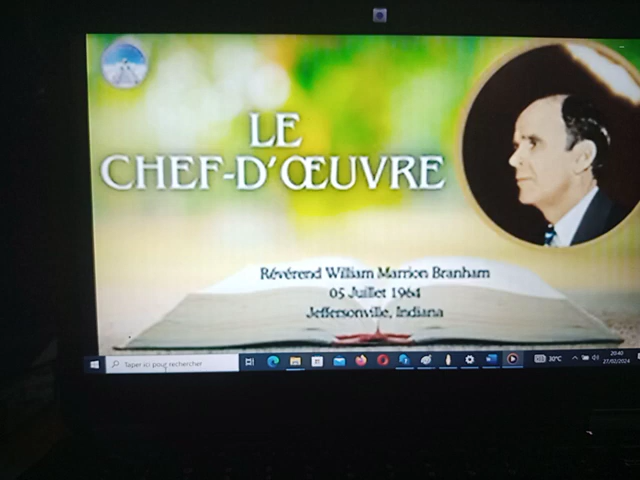 LE
CHEF-D'ŒUVRE
Révérend William Marrion Branham
05 Juillet 1964
Jeffersonville, Indiana
Taper ici pour rechercher
30°C
20:40
27/02/2024